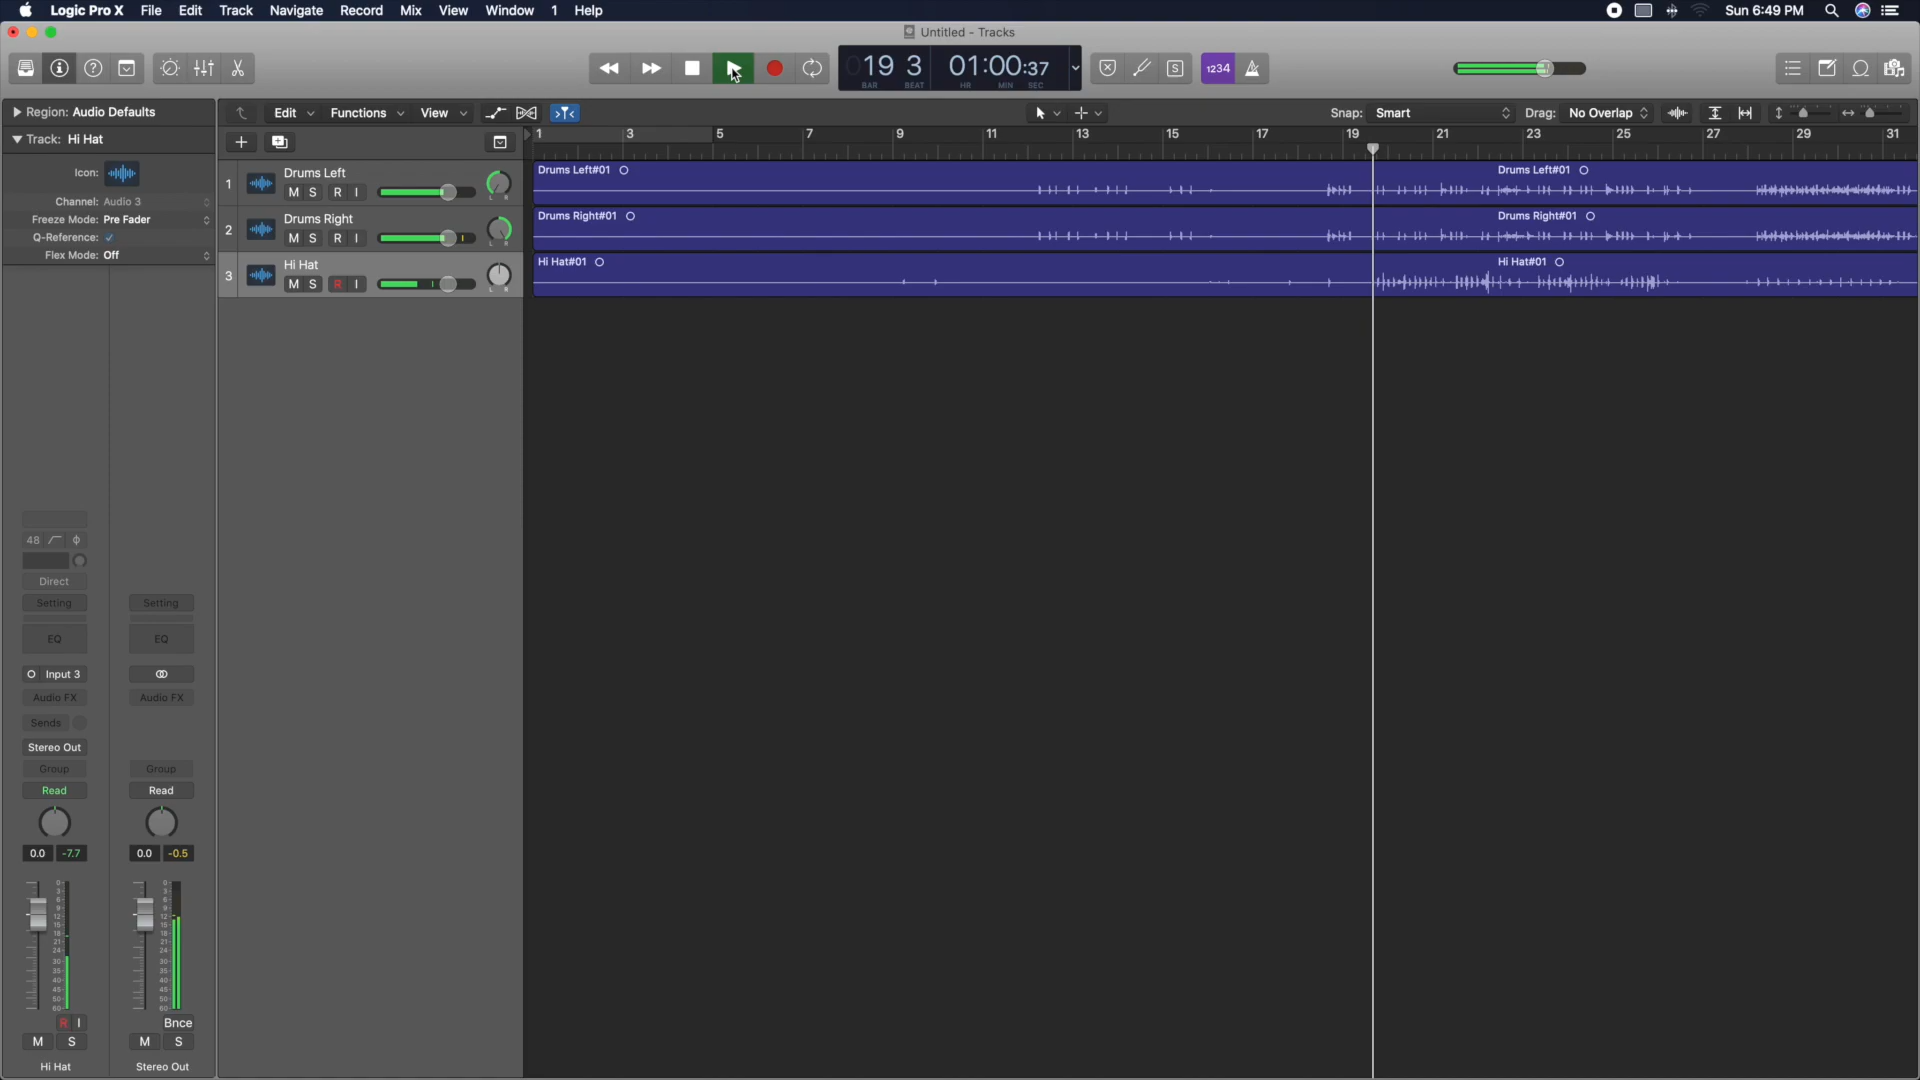 Logic Pro X File Edit Track Navigate Record Mix View Window 1 Help Sun 6:49 PM
Untitled - Tracks
19 3 01:00:37
BAR BEAT HR MIN SEC
S 1234
Region: Audio Defaults
Edit Functions View
Snap: Smart Drag: No Overlap
Track: Hi Hat
1 3 5 7 9 11 13 15 17 19 21 23 25 27 29 31
Icon:
Channel: Audio 3
Freeze Mode: Pre Fader
Q-Reference:
Flex Mode: Off
1 Drums Left
M S R I L R
Drums Left#01 Drums Left#01
2 Drums Right
M S R I L R
Drums Right#01 Drums Right#01
3 Hi Hat
M S R I L R
Hi Hat#01 Hi Hat#01
48
Direct
Setting Setting
EQ EQ
Input 3
Audio FX Audio FX
Sends
Stereo Out
Group Group
Read Read
0.0 -7.7 0.0 -0.5
R I Bnce
M S M S
Hi Hat Stereo Out